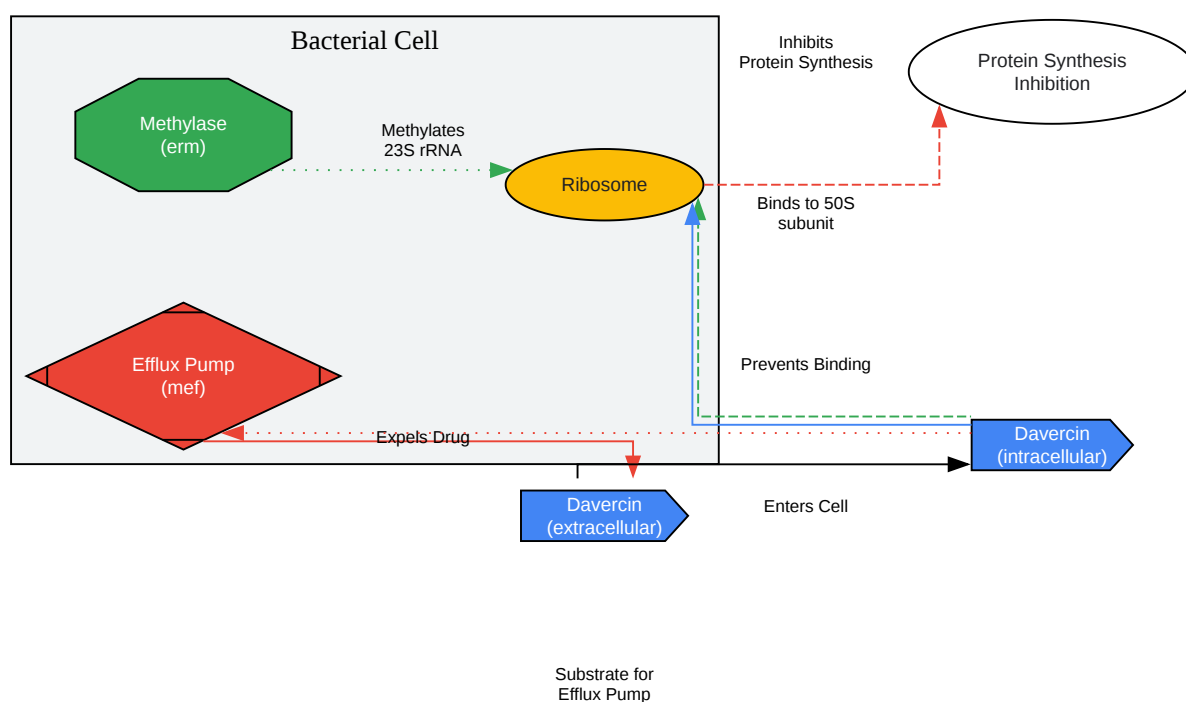 Bacterial Cell
Inhibits
Protein Synthesis
Protein Synthesis
Inhibition
Methylase
(erm)
Methylates
23S rRNA
Ribosome
Binds to 50S
subunit
Efflux Pump
(mef)
Prevents Binding
Expels Drug
Davercin
(intracellular)
Davercin
(extracellular)
Enters Cell
Substrate for
Efflux Pump